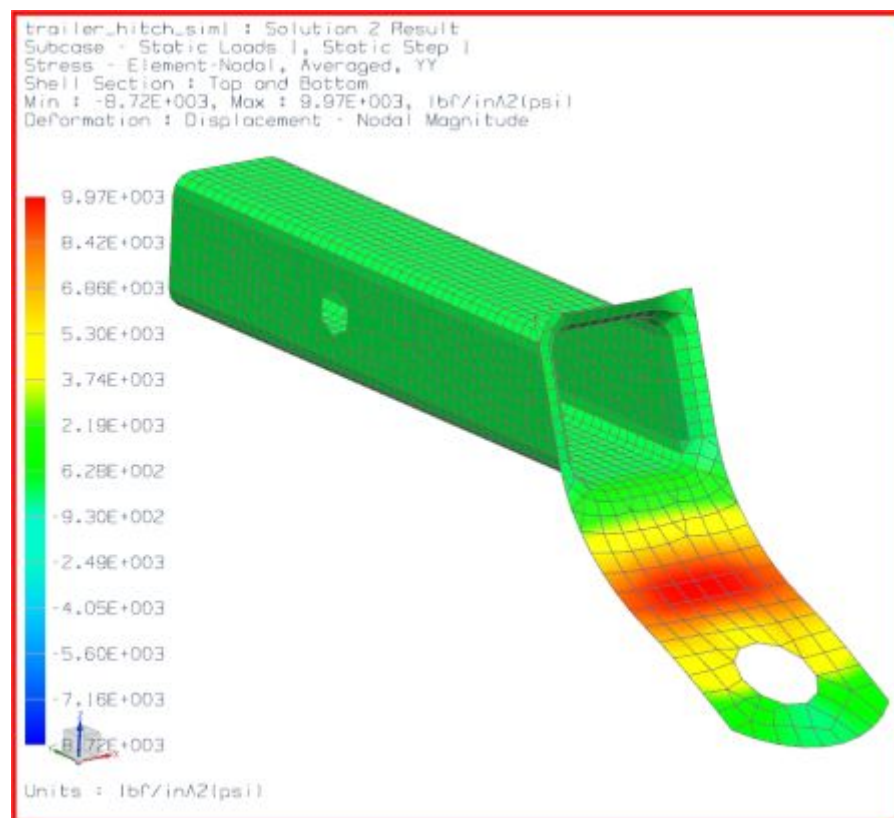 trailer_hitch_sim1 : Solution 2 Result
Subcase - Static Loads 1, Static Step 1
Stress - Element-Nodal, Averaged, YY
Shell Section : Top and Bottom
Min : -8.72E+003, Max : 9.97E+003, lbf/in^2(psi)
Deformation : Displacement - Nodal Magnitude
9.97E+003
8.42E+003
6.86E+003
5.30E+003
3.74E+003
2.19E+003
6.28E+002
-9.30E+002
-2.49E+003
-4.05E+003
-5.60E+003
-7.16E+003
8.72E+003
Z
X
Units : lbf/in^2(psi)